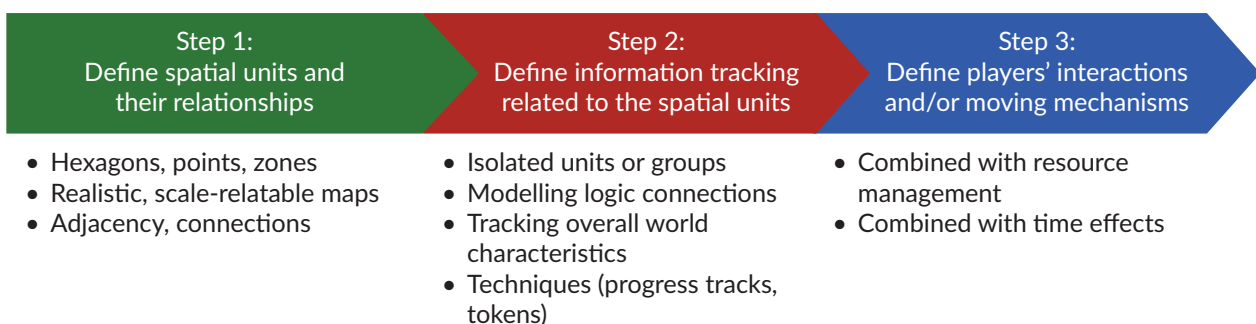 Step 1:
Define spatial units and
their relationships
Step 2:
Define information tracking
related to the spatial units
Step 3:
Define players’ interactions
and/or moving mechanisms
• Hexagons, points, zones
• Realistic, scale-relatable maps
• Adjacency, connections
• Isolated units or groups
• Modelling logic connections
• Tracking overall world
characteristics
• Techniques (progress tracks,
tokens)
• Combined with resource
management
• Combined with time effects